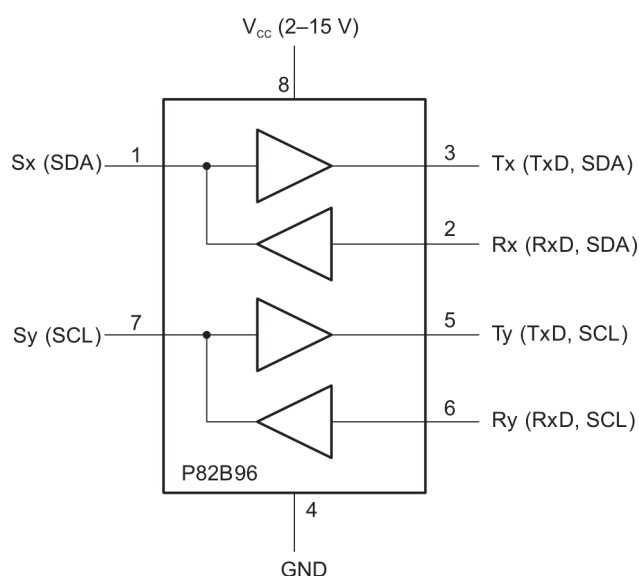 Vcc (2–15 V)
8
Sx (SDA) 1
3 Tx (TxD, SDA)
2 Rx (RxD, SDA)
Sy (SCL) 7
5 Ty (TxD, SCL)
6 Ry (RxD, SCL)
P82B96
4
GND